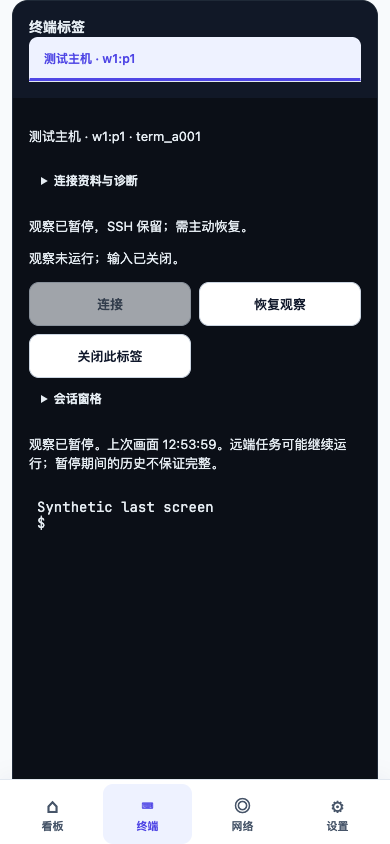 终端标签
测试主机 · w1:p1
测试主机 · w1:p1 · term_a001
▶ 连接资料与诊断
观察已暂停，SSH 保留；需主动恢复。
观察未运行；输入已关闭。
连接
恢复观察
关闭此标签
▶ 会话窗格
观察已暂停。上次画面 12:53:59。远端任务可能继续运
行；暂停期间的历史不保证完整。
Synthetic last screen
$
看板
终端
网络
设置